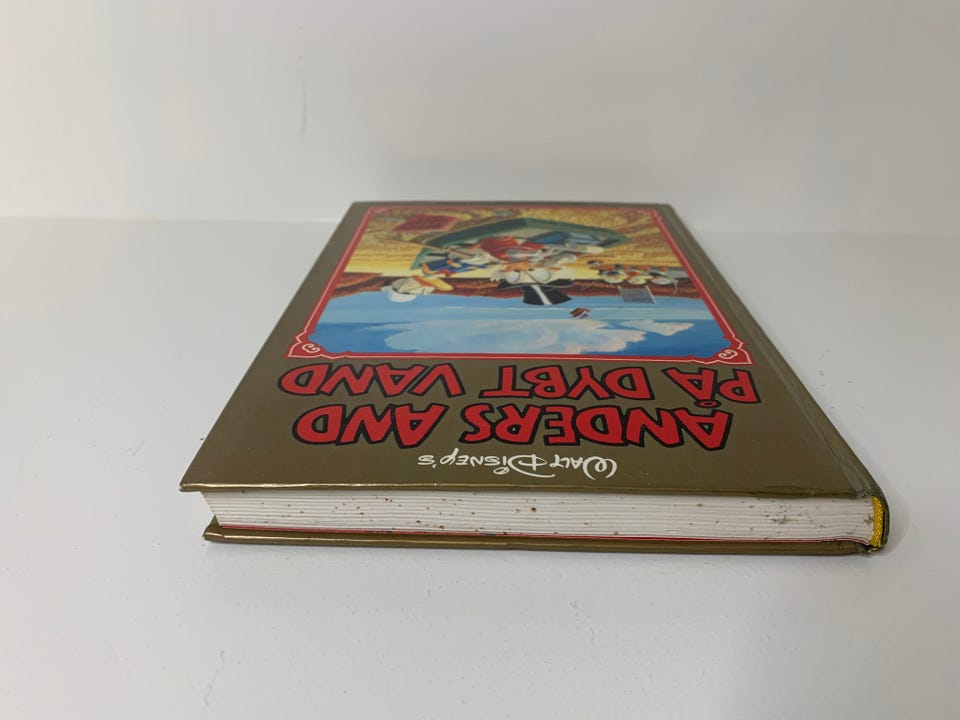 WALT DISNEY'S
ANDERS AND
PÅ DYBT VAND